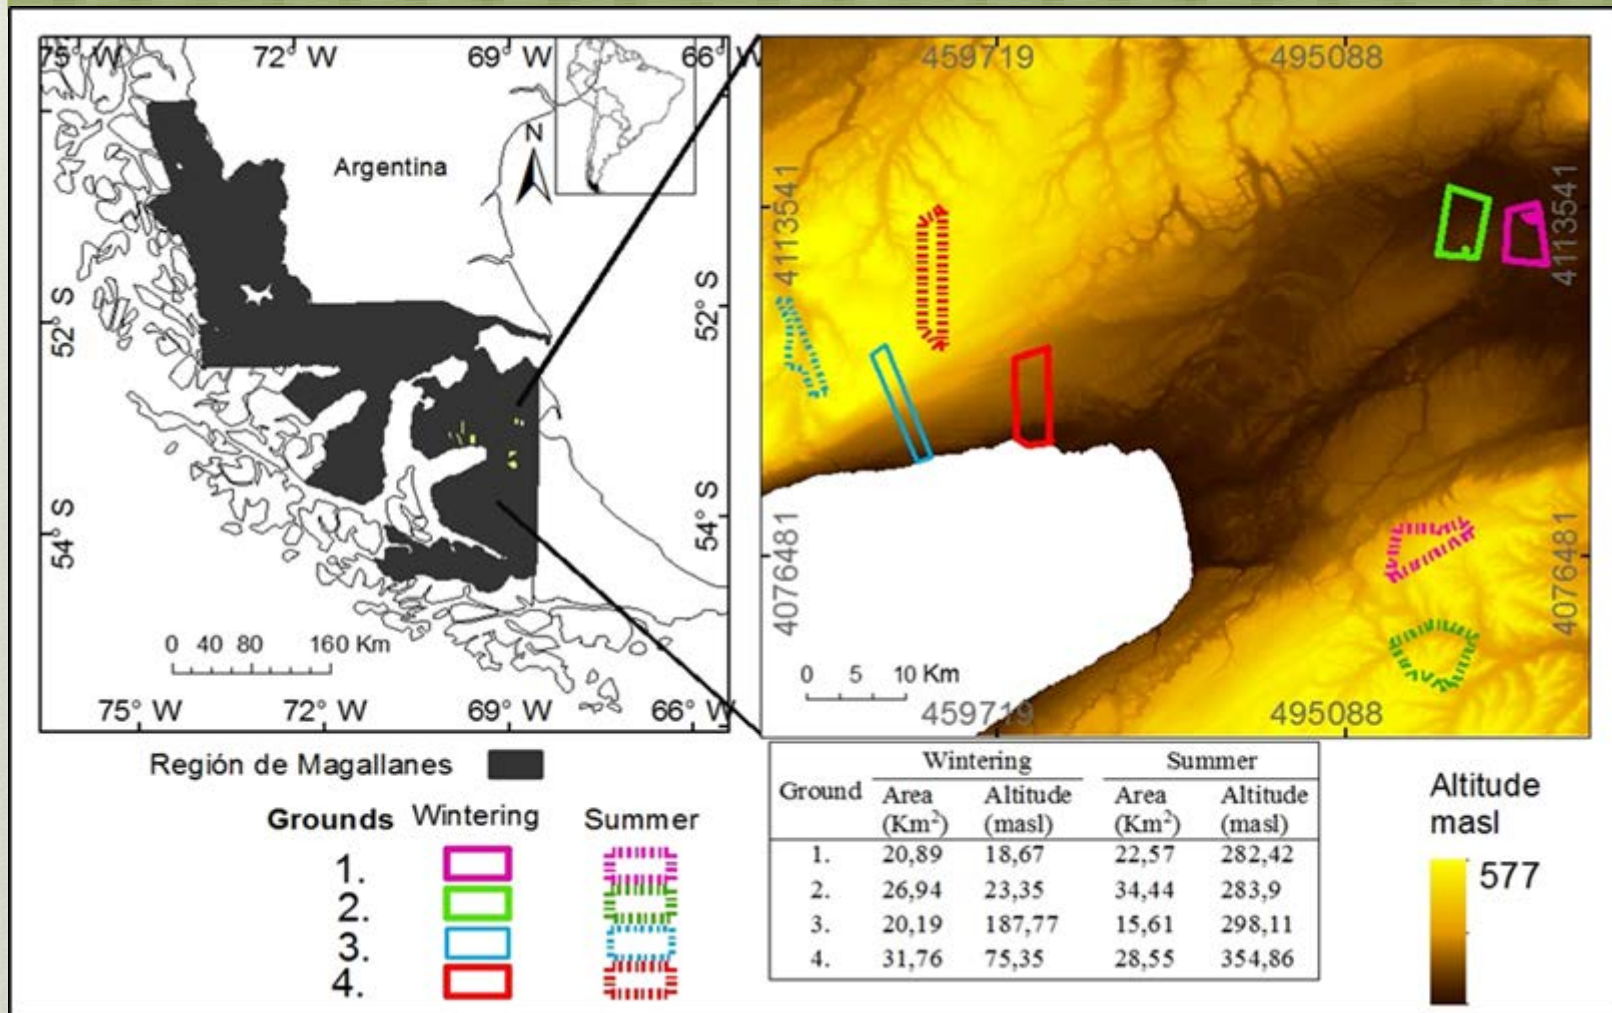 75° W 72° W 69° W 66° W
N
Argentina
52° S
52° S
54° S
54° S
0 40 80 160 Km
75° W 72° W 69° W 66° W
459719 495088
4113541
4113541
4076481
4076481
0 5 10 Km
459719 495088
Región de Magallanes
Grounds Wintering Summer
1.
2.
3.
4.
Wintering Summer
Ground Area (Km²) Altitude (masl) Area (Km²) Altitude (masl)
1. 20,89 18,67 22,57 282,42
2. 26,94 23,35 34,44 283,9
3. 20,19 187,77 15,61 298,11
4. 31,76 75,35 28,55 354,86
Altitude
masl
577